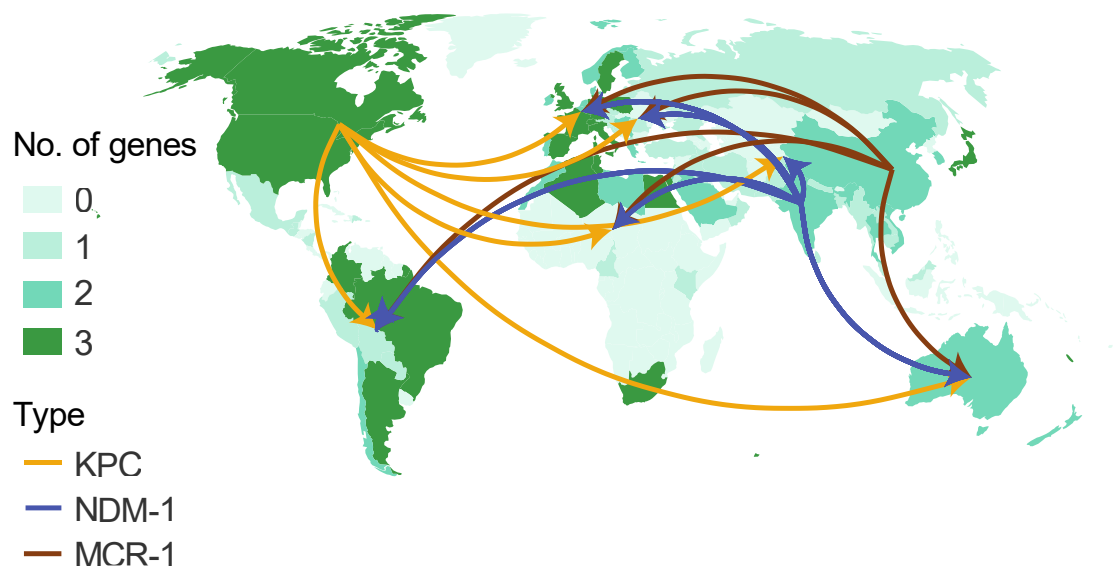 No. of genes
0
1
2
3
Type
KPC
NDM-1
MCR-1